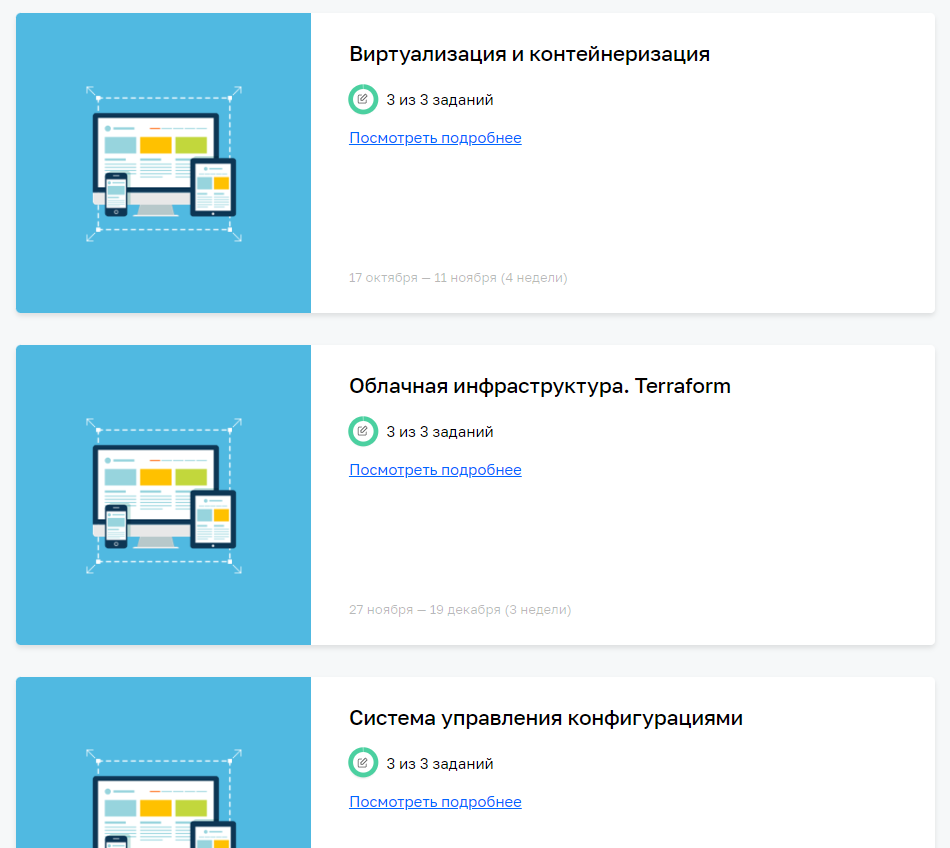 Виртуализация и контейнеризация
3 из 3 заданий
Посмотреть подробнее
17 октября — 11 ноября (4 недели)
Облачная инфраструктура. Terraform
3 из 3 заданий
Посмотреть подробнее
27 ноября — 19 декабря (3 недели)
Система управления конфигурациями
3 из 3 заданий
Посмотреть подробнее